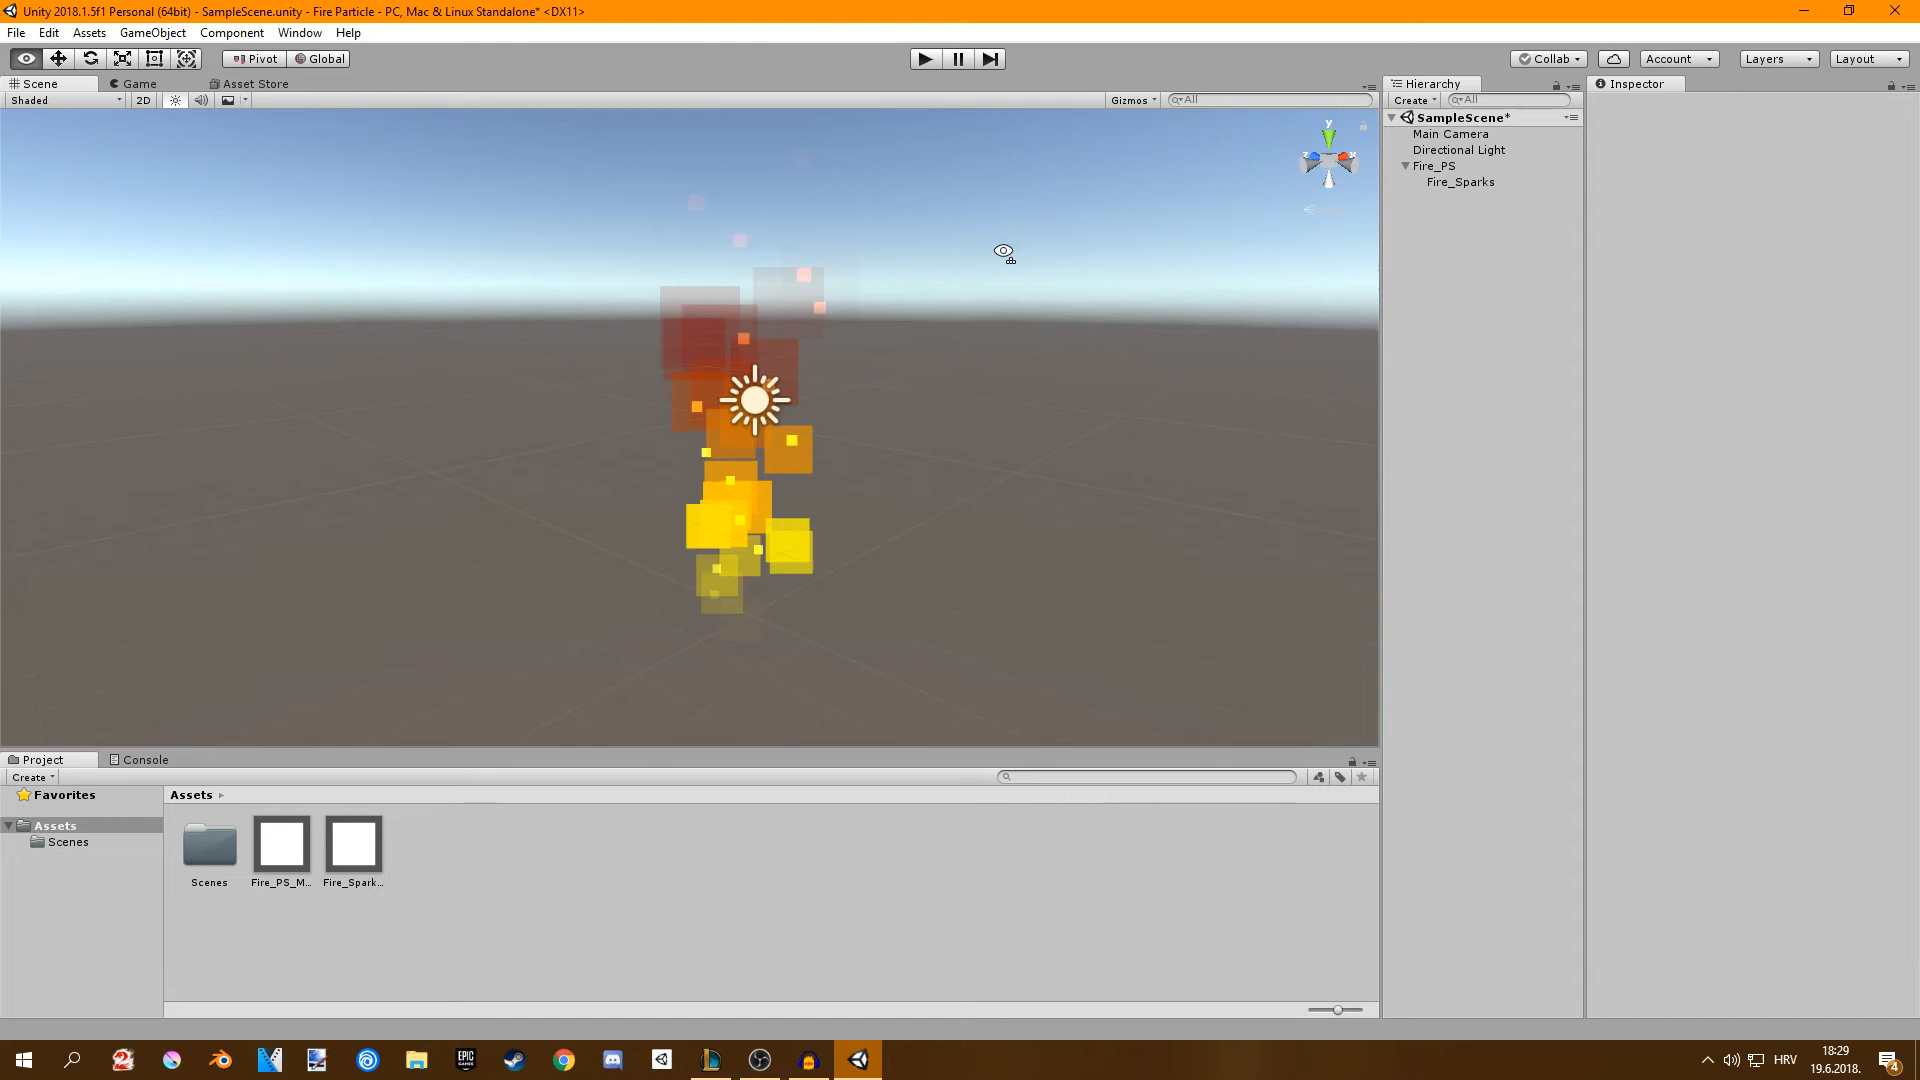 Unity 2018.1.5f1 Personal (64bit) - SampleScene.unity - Fire Particle - PC, Mac & Linux Standalone* <DX11>
File Edit Assets GameObject Component Window Help
Pivot Global Collab Account Layers Layout
Scene Game Asset Store Hierarchy Inspector
Shaded 2D Gizmos All Create All
SampleScene*
Main Camera
Directional Light
Fire_PS
Fire_Sparks
y
z x
Project Console
Create
Favorites
Assets
Assets
Scenes
Scenes Fire_PS_M... Fire_Spark...
EPIC GAMES
HRV
18:29
19.6.2018.
4